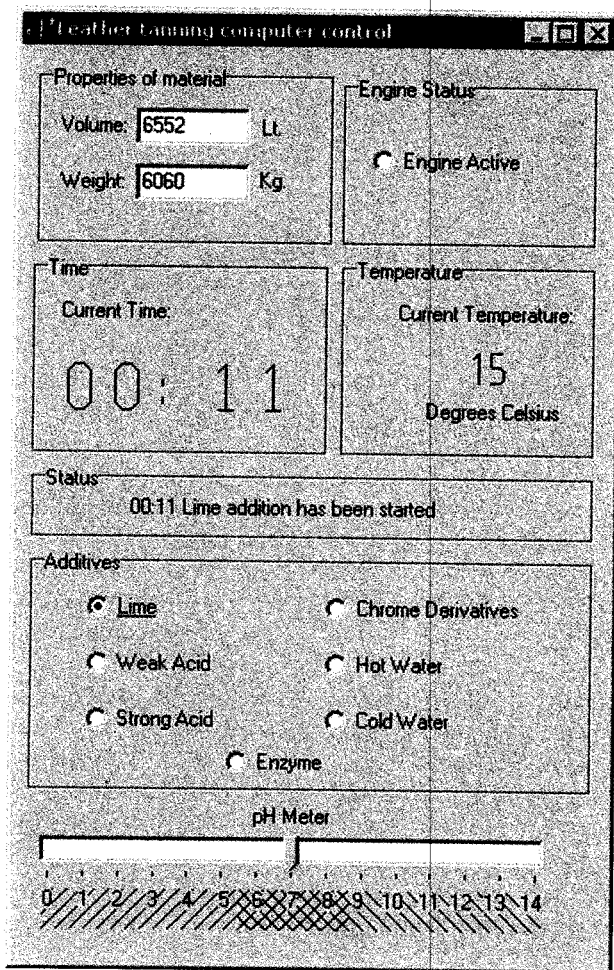 Leather tanning computer control
Properties of material
Volume: 6552 Lt.
Weight: 6060 Kg.
Engine Status
Engine Active
Time
Current Time:
00: 11
Temperature
Current Temperature:
15
Degrees Celsius
Status
00:11 Lime addition has been started
Additives
Lime
Chrome Derivatives
Weak Acid
Hot Water
Strong Acid
Cold Water
Enzyme
pH Meter
0 1 2 3 4 5 6 7 8 9 10 11 12 13 14